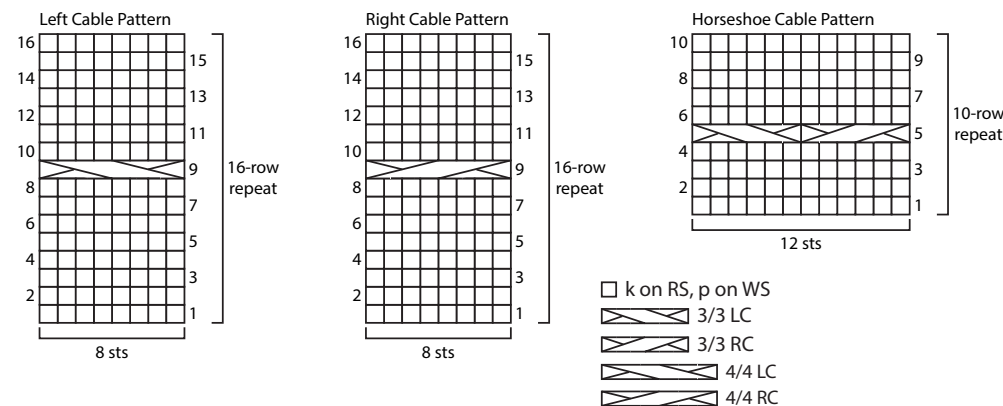 Left Cable Pattern
16
15
14
13
12
11
10
9
8
7
6
5
4
3
2
1
16-row
repeat
8 sts
Right Cable Pattern
16
15
14
13
12
11
10
9
8
7
6
5
4
3
2
1
16-row
repeat
8 sts
Horseshoe Cable Pattern
10
9
8
7
6
5
4
3
2
1
10-row
repeat
12 sts
k on RS, p on WS
3/3 LC
3/3 RC
4/4 LC
4/4 RC